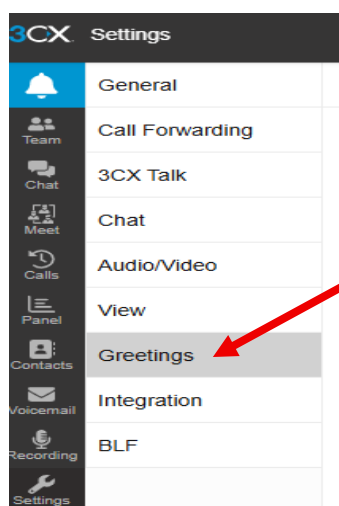 3CX Settings
General
Team
Call Forwarding
Chat
3CX Talk
Meet
Chat
Calls
Audio/Video
Panel
View
Contacts
Greetings
Voicemail
Integration
Recording
BLF
Settings